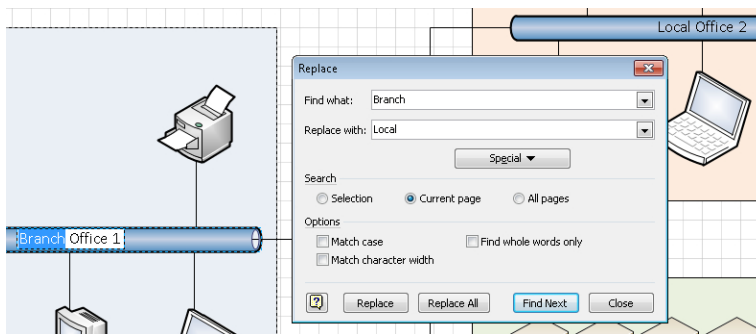 Local Office 2
Replace
Find what: Branch
Replace with: Local
Special
Search
Selection Current page All pages
Options
Match case Find whole words only
Match character width
Replace Replace All Find Next Close
Branch Office 1